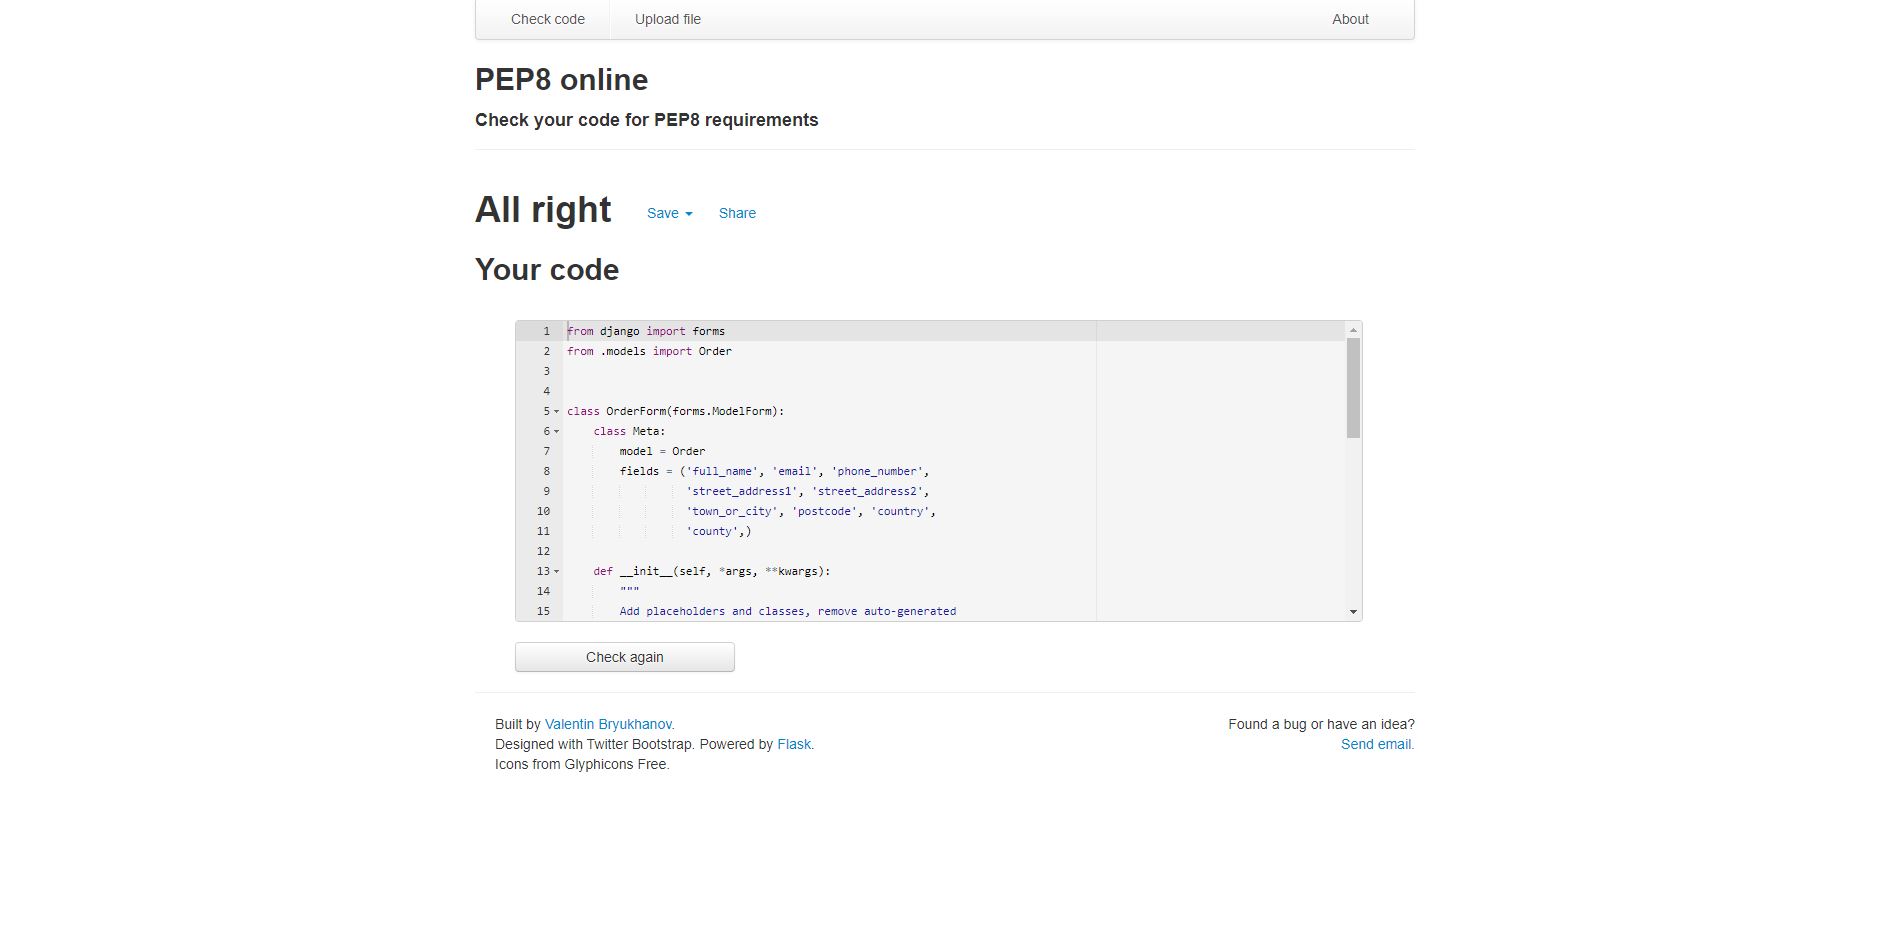 Check code Upload file About
PEP8 online
Check your code for PEP8 requirements
All right Save Share
Your code
1 from django import forms
2 from .models import Order
3
4
5 class OrderForm(forms.ModelForm):
6     class Meta:
7         model = Order
8         fields = ('full_name', 'email', 'phone_number',
9                   'street_address1', 'street_address2',
10                   'town_or_city', 'postcode', 'country',
11                   'county',)
12
13     def __init__(self, *args, **kwargs):
14         """
15         Add placeholders and classes, remove auto-generated
Check again
Built by Valentin Bryukhanov. Found a bug or have an idea?
Designed with Twitter Bootstrap. Powered by Flask. Send email.
Icons from Glyphicons Free.